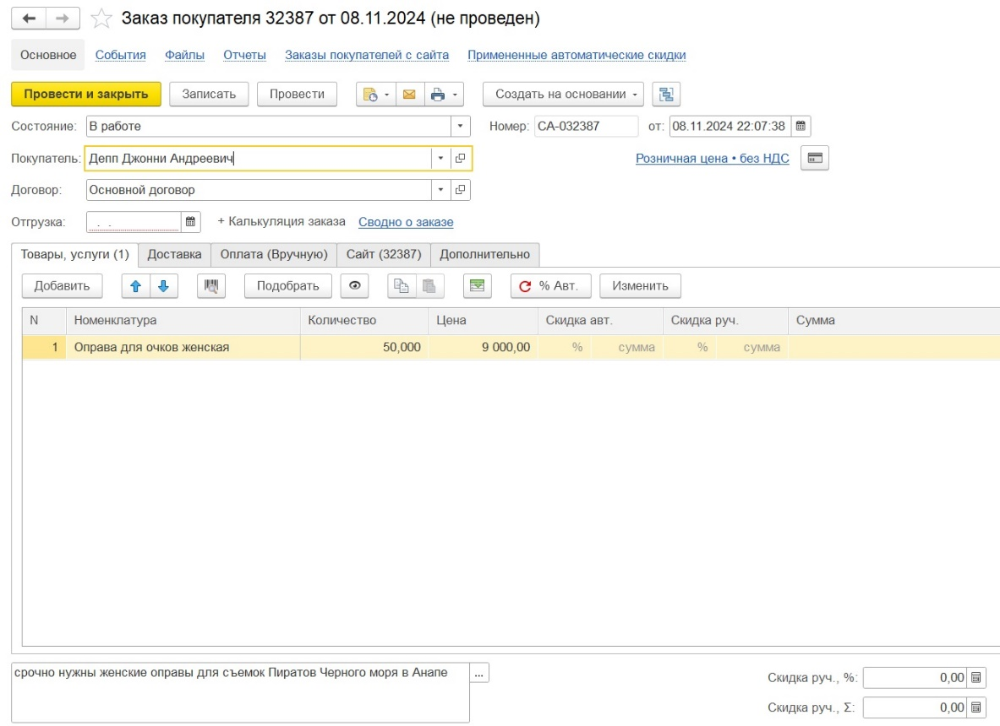 Заказ покупателя 32387 от 08.11.2024 (не проведен)
Основное События Файлы Отчеты Заказы покупателей с сайта Примененные автоматические скидки
Провести и закрыть Записать Провести Создать на основании
Состояние: В работе Номер: СА-032387 от: 08.11.2024 22:07:38
Покупатель: Депп Джонни Андреевич Розничная цена • без НДС
Договор: Основной договор
Отгрузка: . . + Калькуляция заказа Сводно о заказе
Товары, услуги (1) Доставка Оплата (Вручную) Сайт (32387) Дополнительно
Добавить Подобрать % Авт. Изменить
N Номенклатура Количество Цена Скидка авт. Скидка руч. Сумма
1 Оправа для очков женская 50,000 9 000,00 % сумма % сумма
срочно нужны женские оправы для съемок Пиратов Черного моря в Анапе ...
Скидка руч., %: 0,00
Скидка руч., Σ: 0,00